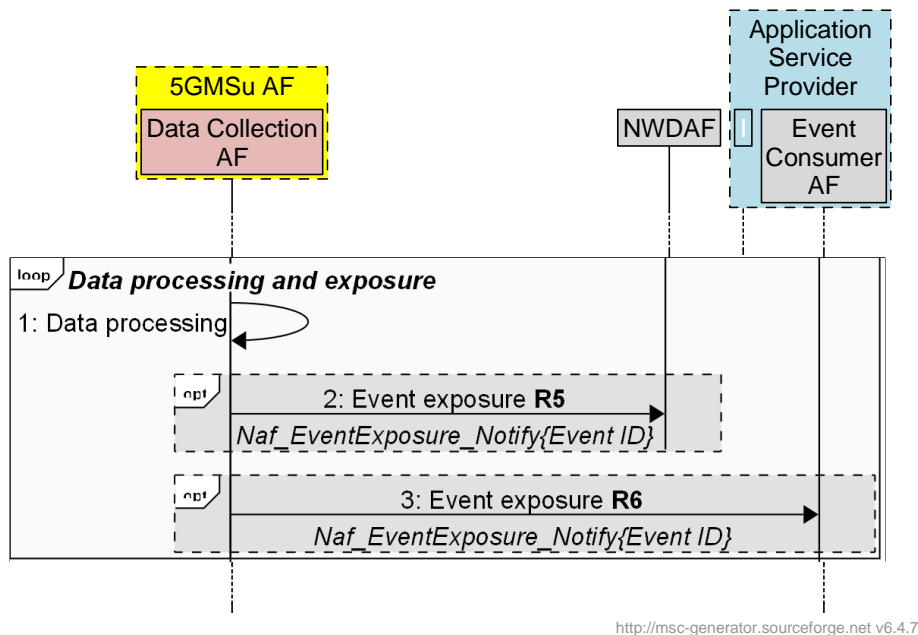 Application
Service
Provider
5GMSu AF
Data Collection
AF
NWDAF
Event
Consumer
AF
loop
Data processing and exposure
1: Data processing
opt
2: Event exposure R5
Naf_EventExposure_Notify{Event ID}
opt
3: Event exposure R6
Naf_EventExposure_Notify{Event ID}
http://msc-generator.sourceforge.net v6.4.7